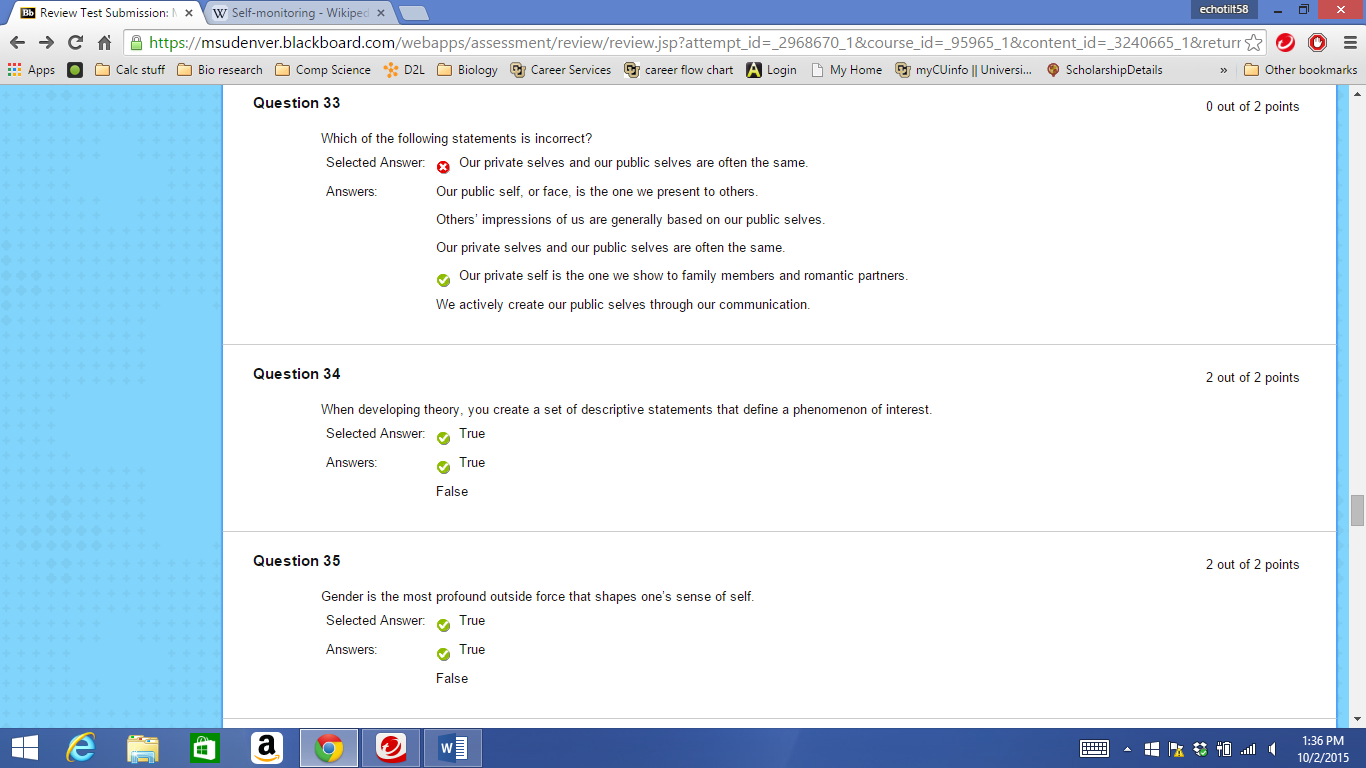 echotilt58
Bb Review Test Submission: M
W Self-monitoring - Wikiped
https://msudenver.blackboard.com/webapps/assessment/review/review.jsp?attempt_id=_2968670_1&course_id=_95965_1&content_id=_3240665_1&return
Apps Calc stuff Bio research Comp Science D2L Biology Career Services career flow chart Login My Home myCUinfo || Universi... ScholarshipDetails » Other bookmarks
Question 33
0 out of 2 points
Which of the following statements is incorrect?
Selected Answer: Our private selves and our public selves are often the same.
Answers: Our public self, or face, is the one we present to others.
Others' impressions of us are generally based on our public selves.
Our private selves and our public selves are often the same.
Our private self is the one we show to family members and romantic partners.
We actively create our public selves through our communication.
Question 34
2 out of 2 points
When developing theory, you create a set of descriptive statements that define a phenomenon of interest.
Selected Answer: True
Answers: True
False
Question 35
2 out of 2 points
Gender is the most profound outside force that shapes one's sense of self.
Selected Answer: True
Answers: True
False
1:36 PM
10/2/2015